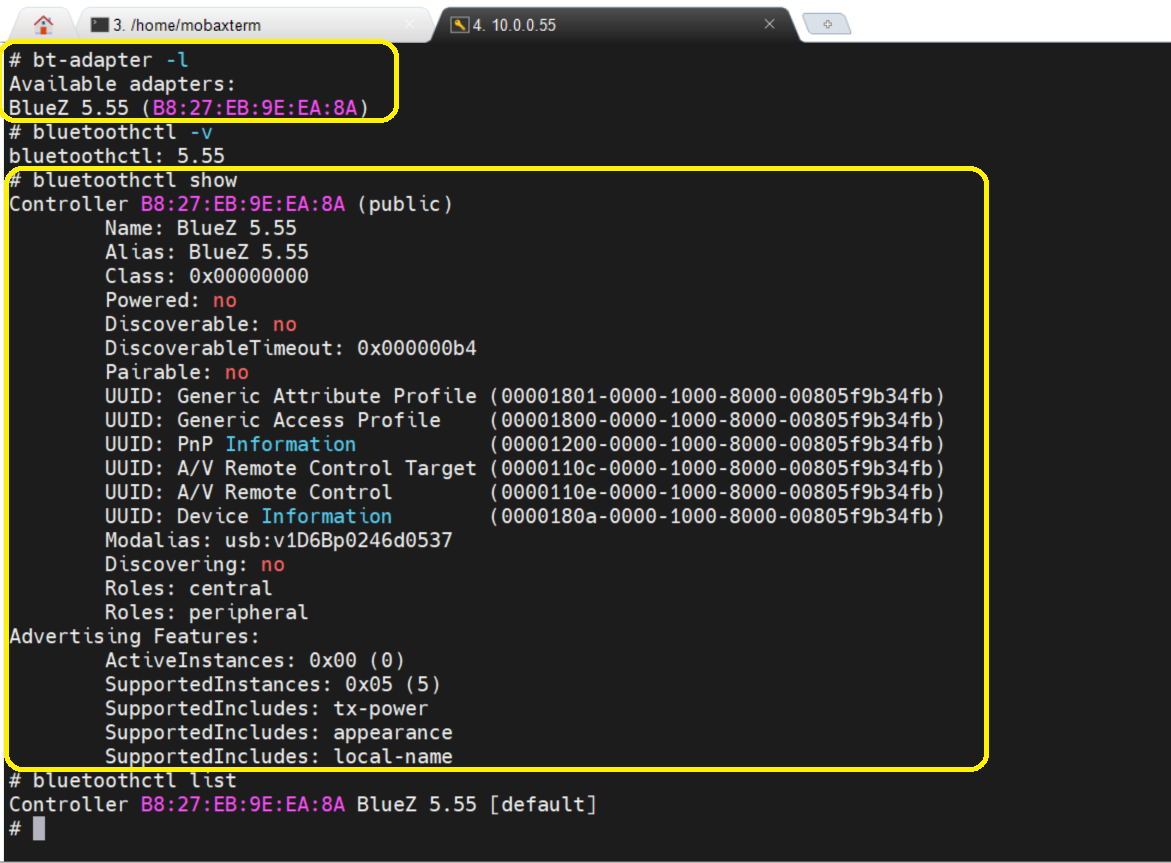 3. /home/mobaxterm
4. 10.0.0.55
# bt-adapter -l
Available adapters:
BlueZ 5.55 (B8:27:EB:9E:EA:8A)
# bluetoothctl -v
bluetoothctl: 5.55
# bluetoothctl show
Controller B8:27:EB:9E:EA:8A (public)
Name: BlueZ 5.55
Alias: BlueZ 5.55
Class: 0x00000000
Powered: no
Discoverable: no
DiscoverableTimeout: 0x000000b4
Pairable: no
UUID: Generic Attribute Profile (00001801-0000-1000-8000-00805f9b34fb)
UUID: Generic Access Profile (00001800-0000-1000-8000-00805f9b34fb)
UUID: PnP Information (00001200-0000-1000-8000-00805f9b34fb)
UUID: A/V Remote Control Target (0000110c-0000-1000-8000-00805f9b34fb)
UUID: A/V Remote Control (0000110e-0000-1000-8000-00805f9b34fb)
UUID: Device Information (0000180a-0000-1000-8000-00805f9b34fb)
Modalias: usb:v1D6Bp0246d0537
Discovering: no
Roles: central
Roles: peripheral
Advertising Features:
ActiveInstances: 0x00 (0)
SupportedInstances: 0x05 (5)
SupportedIncludes: tx-power
SupportedIncludes: appearance
SupportedIncludes: local-name
# bluetoothctl list
Controller B8:27:EB:9E:EA:8A BlueZ 5.55 [default]
#